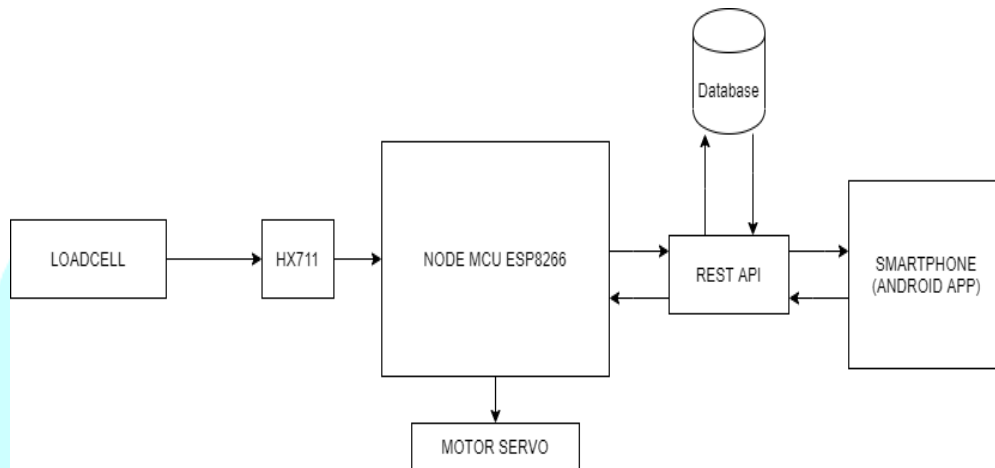 Database
LOADCELL
HX711
NODE MCU ESP8266
REST API
SMARTPHONE
(ANDROID APP)
MOTOR SERVO